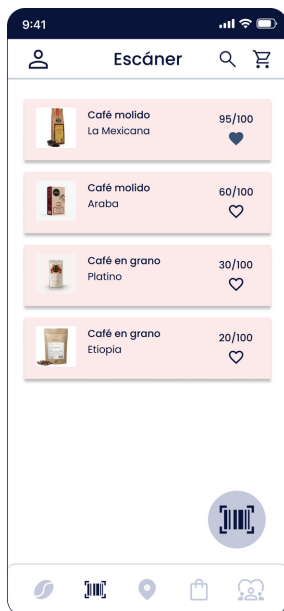 9:41
Escáner
Café molido
La Mexicana
95/100
Café molido
Araba
60/100
Café en grano
Platino
30/100
Café en grano
Etiopia
20/100